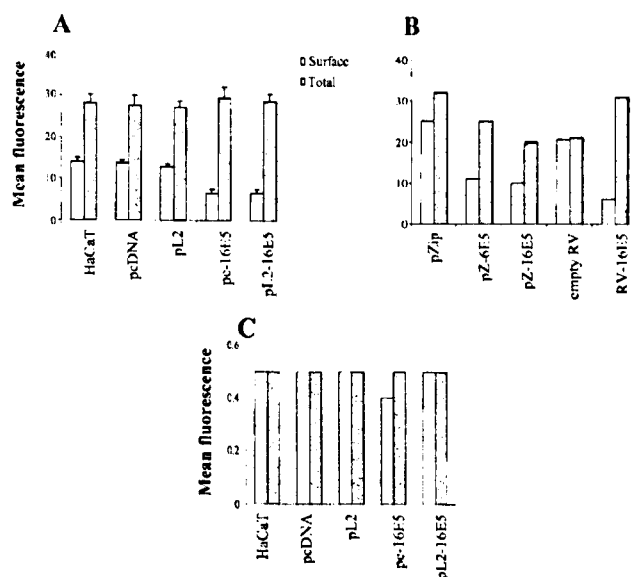 A
Mean fluorescence
40
30
20
10
0
HaCaT
pcDNA
pL2
pc-16E5
pL2-16E5
Surface
Total
B
40
30
20
10
0
pZip
pZ-6E5
pZ-16E5
empty RV
RV-16E5
C
Mean fluorescence
0.6
0.4
0.2
0
HaCaT
pcDNA
pL2
pc-16E5
pL2-16E5